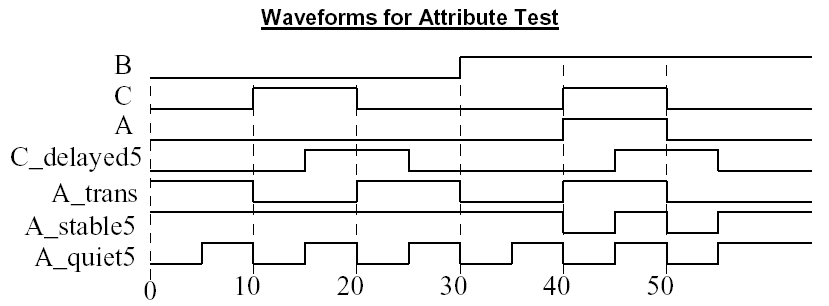 Waveforms for Attribute Test
B
C
A
C_delayed5
A_trans
A_stable5
A_quiet5
0 10 20 30 40 50